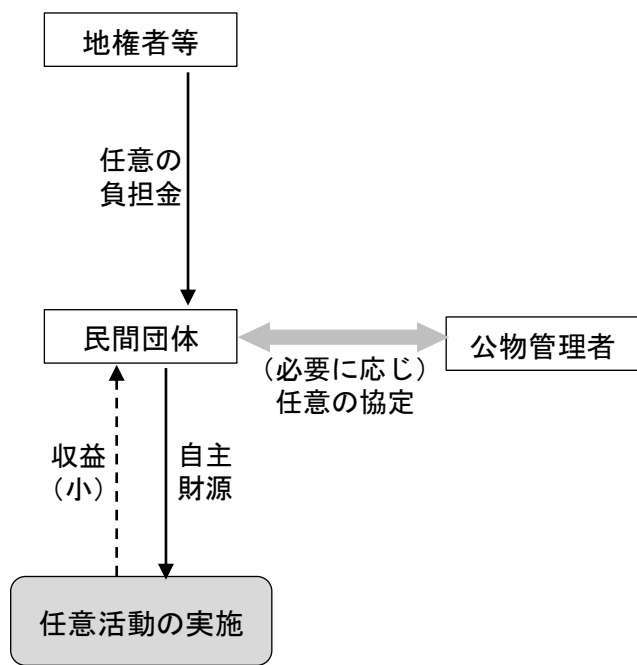 地権者等
任意の
負担金
民間団体
公物管理者
（必要に応じ）
任意の協定
収益
（小）
自主
財源
任意活動の実施